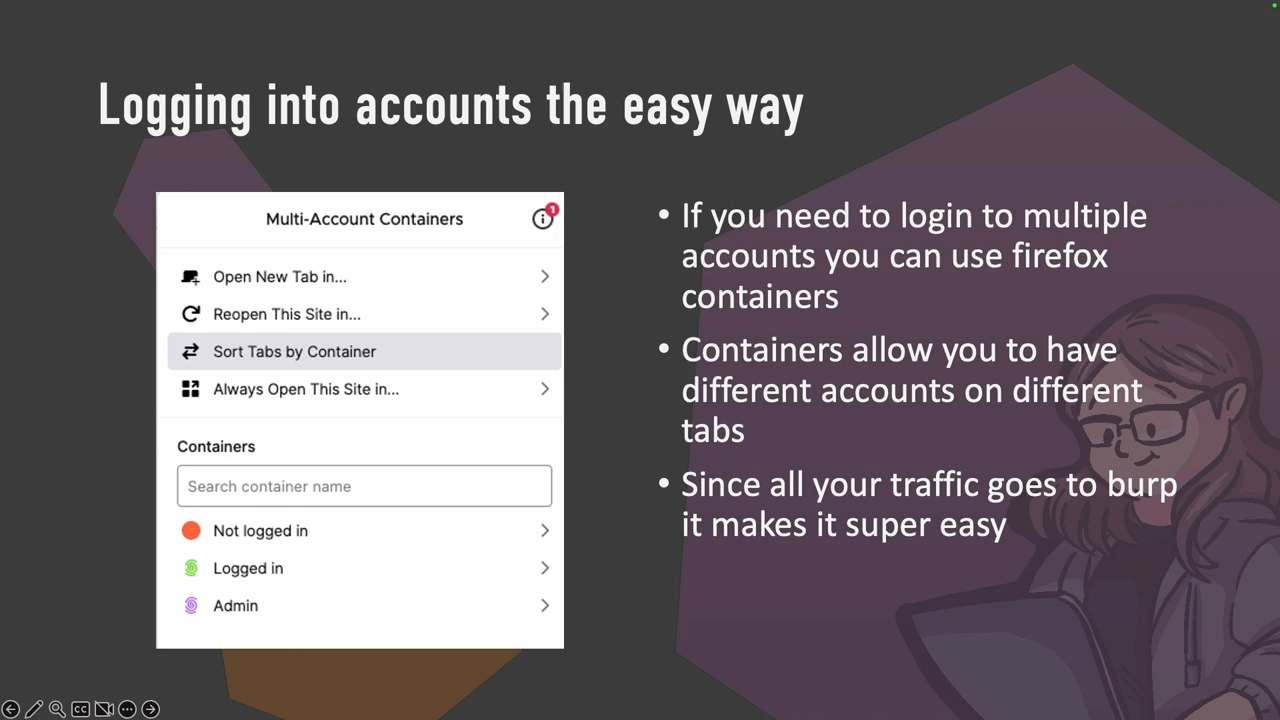 Logging into accounts the easy way
Multi-Account Containers
1
Open New Tab in...
Reopen This Site in...
Sort Tabs by Container
Always Open This Site in...
Containers
Search container name
Not logged in
Logged in
Admin
• If you need to login to multiple
accounts you can use firefox
containers
• Containers allow you to have
different accounts on different
tabs
• Since all your traffic goes to burp
it makes it super easy
CC